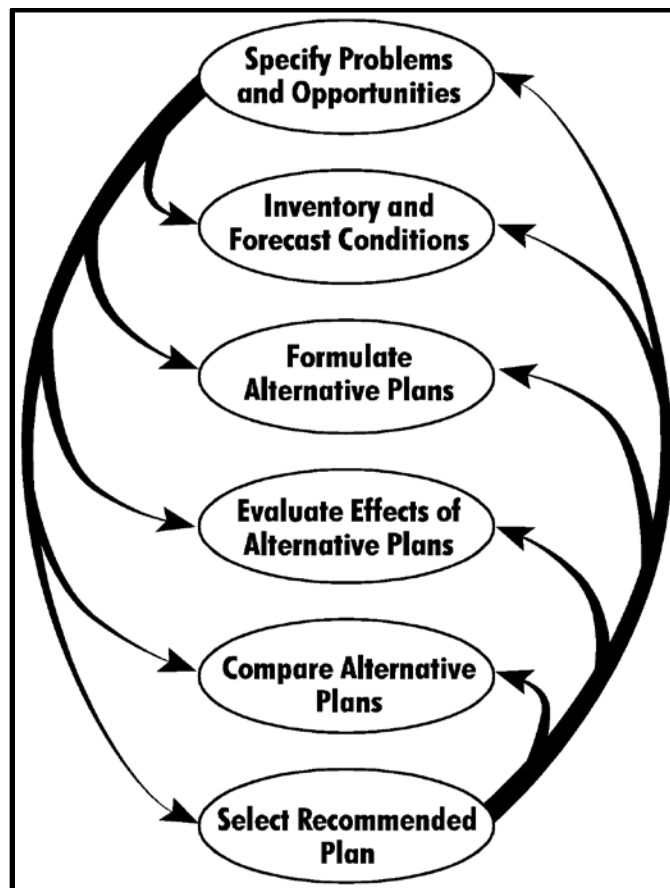 Specify Problems
and Opportunities
Inventory and
Forecast Conditions
Formulate
Alternative Plans
Evaluate Effects of
Alternative Plans
Compare Alternative
Plans
Select Recommended
Plan